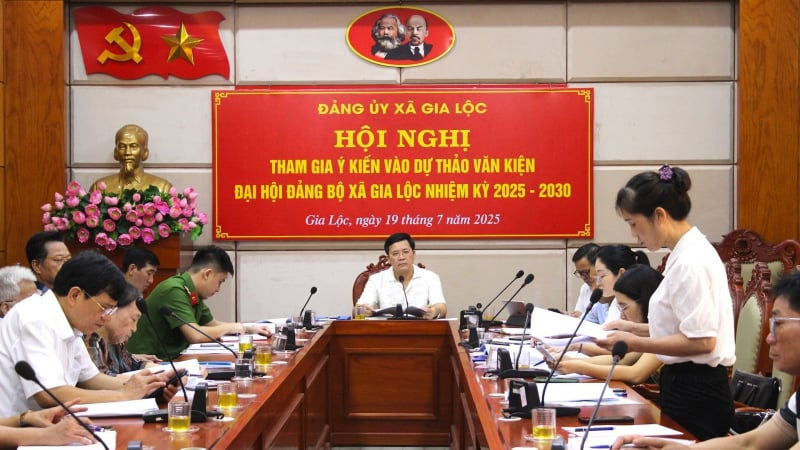 ĐẢNG ỦY XÃ GIA LỘC
HỘI NGHỊ
THAM GIA Ý KIẾN VÀO DỰ THẢO VĂN KIỆN
ĐẠI HỘI ĐẢNG BỘ XÃ GIA LỘC NHIỆM KỲ 2025 - 2030
Gia Lộc, ngày 19 tháng 7 năm 2025